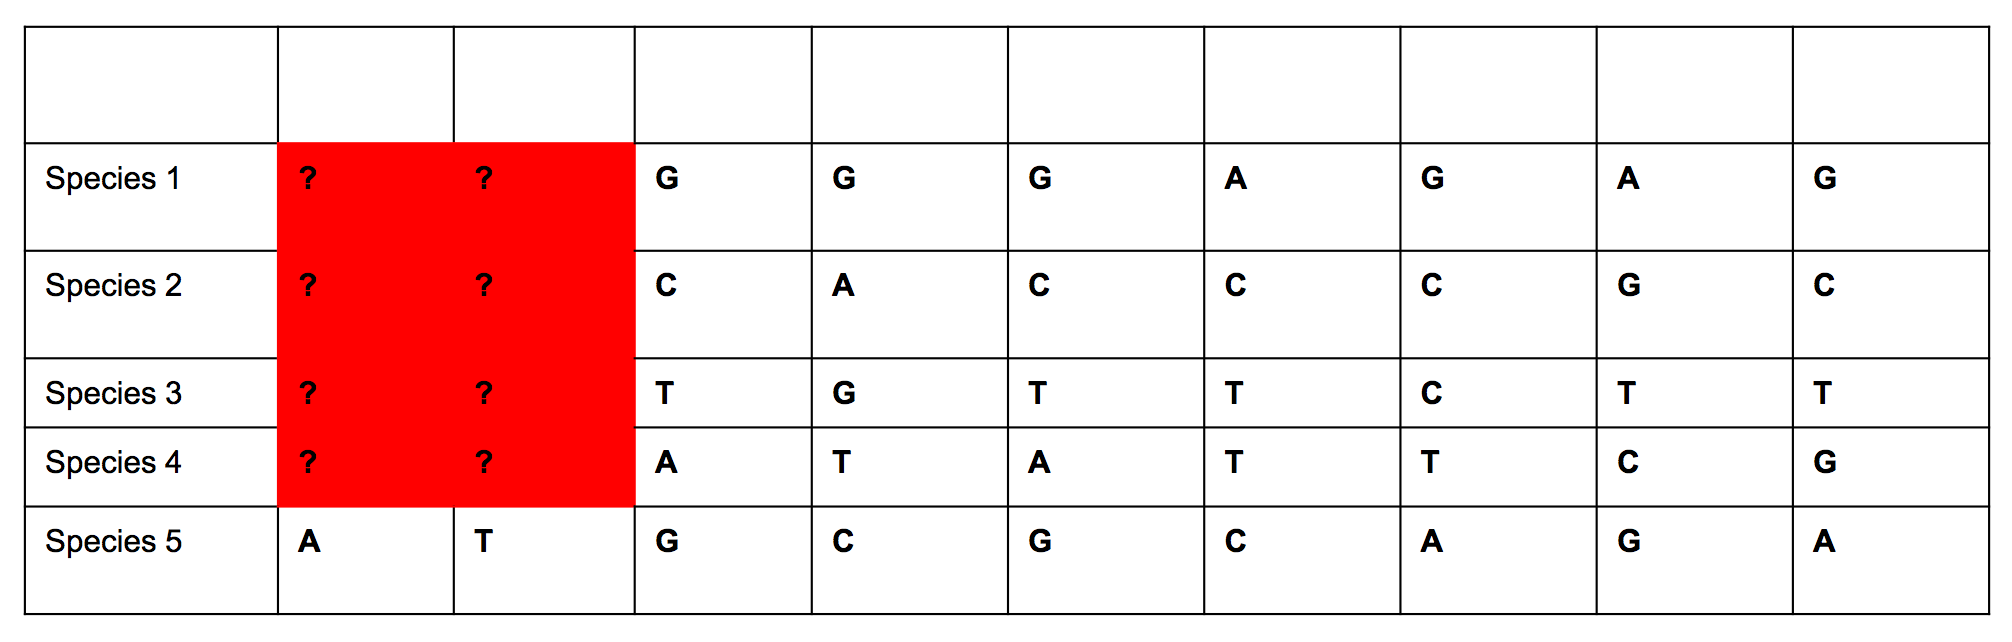 Species 1 ? ? G G G A G A G
Species 2 ? ? C A C C C G C
Species 3 ? ? T G T T C T T
Species 4 ? ? A T A T T C G
Species 5 A T G C G C A G A